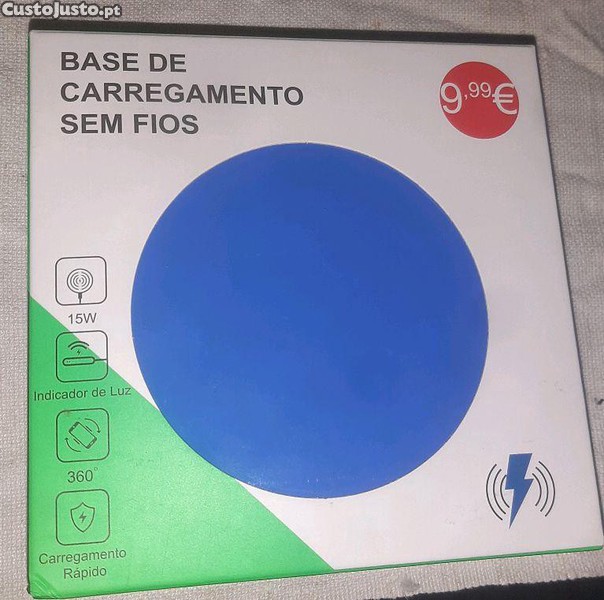 CustoJusto.pt
BASE DE
CARREGAMENTO
SEM FIOS
9,99€
15W
Indicador de Luz
360°
Carregamento
Rápido